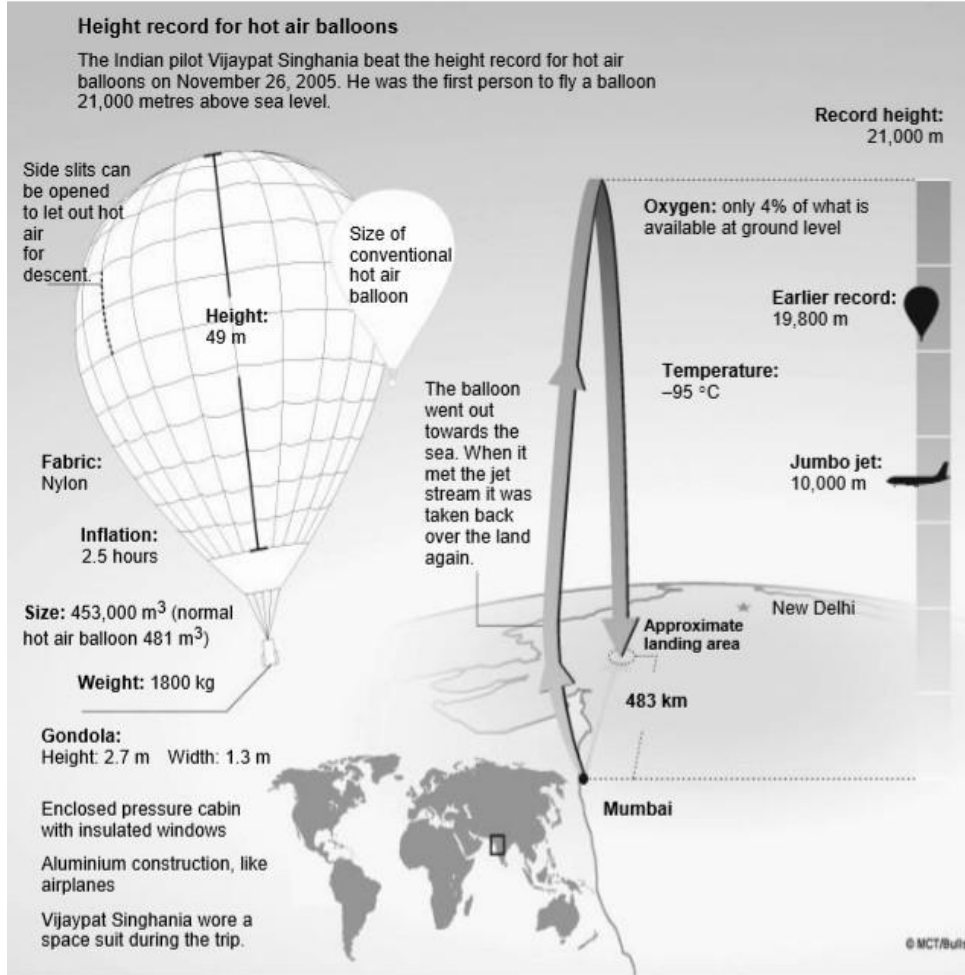 Height record for hot air balloons
The Indian pilot Vijaypat Singhania beat the height record for hot air
balloons on November 26, 2005. He was the first person to fly a balloon
21,000 metres above sea level.
Record height:
21,000 m
Side slits can
be opened
to let out hot
air
for
descent.
Size of
conventional
hot air
balloon
Height:
49 m
Oxygen: only 4% of what is
available at ground level
Earlier record:
19,800 m
Temperature:
–95 °C
The balloon
went out
towards the
sea. When it
met the jet
stream it was
taken back
over the land
again.
Jumbo jet:
10,000 m
Fabric:
Nylon
Inflation:
2.5 hours
Size: 453,000 m³ (normal
hot air balloon 481 m³)
Weight: 1800 kg
New Delhi
Approximate
landing area
483 km
Gondola:
Height: 2.7 m Width: 1.3 m
Mumbai
Enclosed pressure cabin
with insulated windows
Aluminium construction, like
airplanes
Vijaypat Singhania wore a
space suit during the trip.
© MCT/Bulls